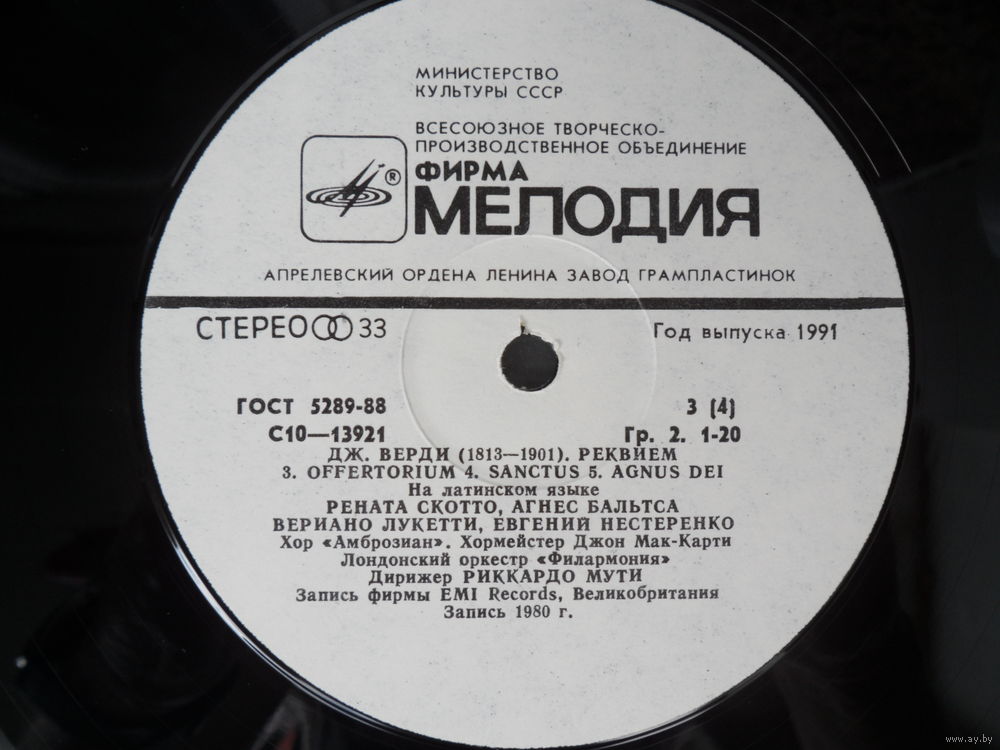 МИНИСТЕРСТВО
КУЛЬТУРЫ СССР
ВСЕСОЮЗНОЕ ТВОРЧЕСКО-
ПРОИЗВОДСТВЕННОЕ ОБЪЕДИНЕНИЕ
®
ФИРМА
МЕЛОДИЯ
АПРЕЛЕВСКИЙ ОРДЕНА ЛЕНИНА ЗАВОД ГРАМПЛАСТИНОК
СТЕРЕО 33 Год выпуска 1991
ГОСТ 5289-88 3 (4)
С10—13921 Гр. 2. 1-20
ДЖ. ВЕРДИ (1813—1901). РЕКВИЕМ
3. OFFERTORIUM 4. SANCTUS 5. AGNUS DEI
На латинском языке
РЕНАТА СКОТТО, АГНЕС БАЛЬТСА
ВЕРИАНО ЛУКЕТТИ, ЕВГЕНИЙ НЕСТЕРЕНКО
Хор «Амброзиан». Хормейстер Джон Мак-Карти
Лондонский оркестр «Филармония»
Дирижер РИККАРДО МУТИ
Запись фирмы EMI Records, Великобритания
Запись 1980 г.
www.ay.by